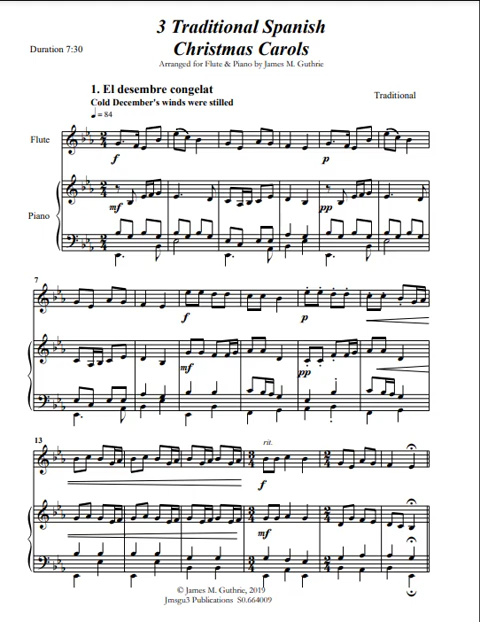 3 Traditional Spanish
Christmas Carols
Duration 7:30
Arranged for Flute & Piano by James M. Guthrie
1. El desembre congelat
Cold December's winds were stilled
Traditional
♩ = 84
Flute
f
p
Piano
mf
pp
7
f
p
mf
pp
13
rit.
f
mf
© James M. Guthrie, 2019
Jmsgu3 Publications S0.664009